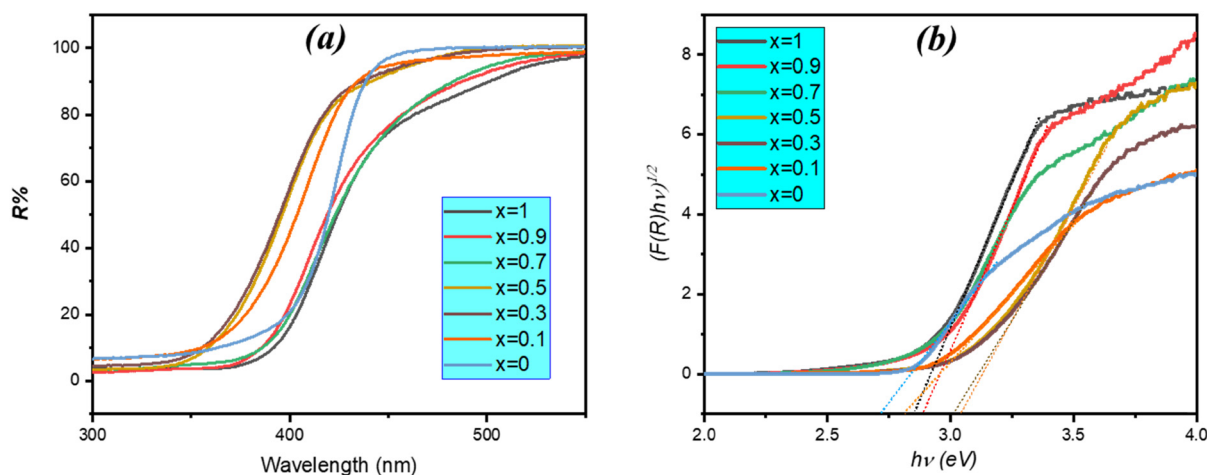 (a)
R%
100
80
60
40
20
0
x=1
x=0.9
x=0.7
x=0.5
x=0.3
x=0.1
x=0
300
400
500
Wavelength (nm)
(b)
(F(R)hν)^1/2
8
6
4
2
0
x=1
x=0.9
x=0.7
x=0.5
x=0.3
x=0.1
x=0
2.0
2.5
3.0
3.5
4.0
hν (eV)